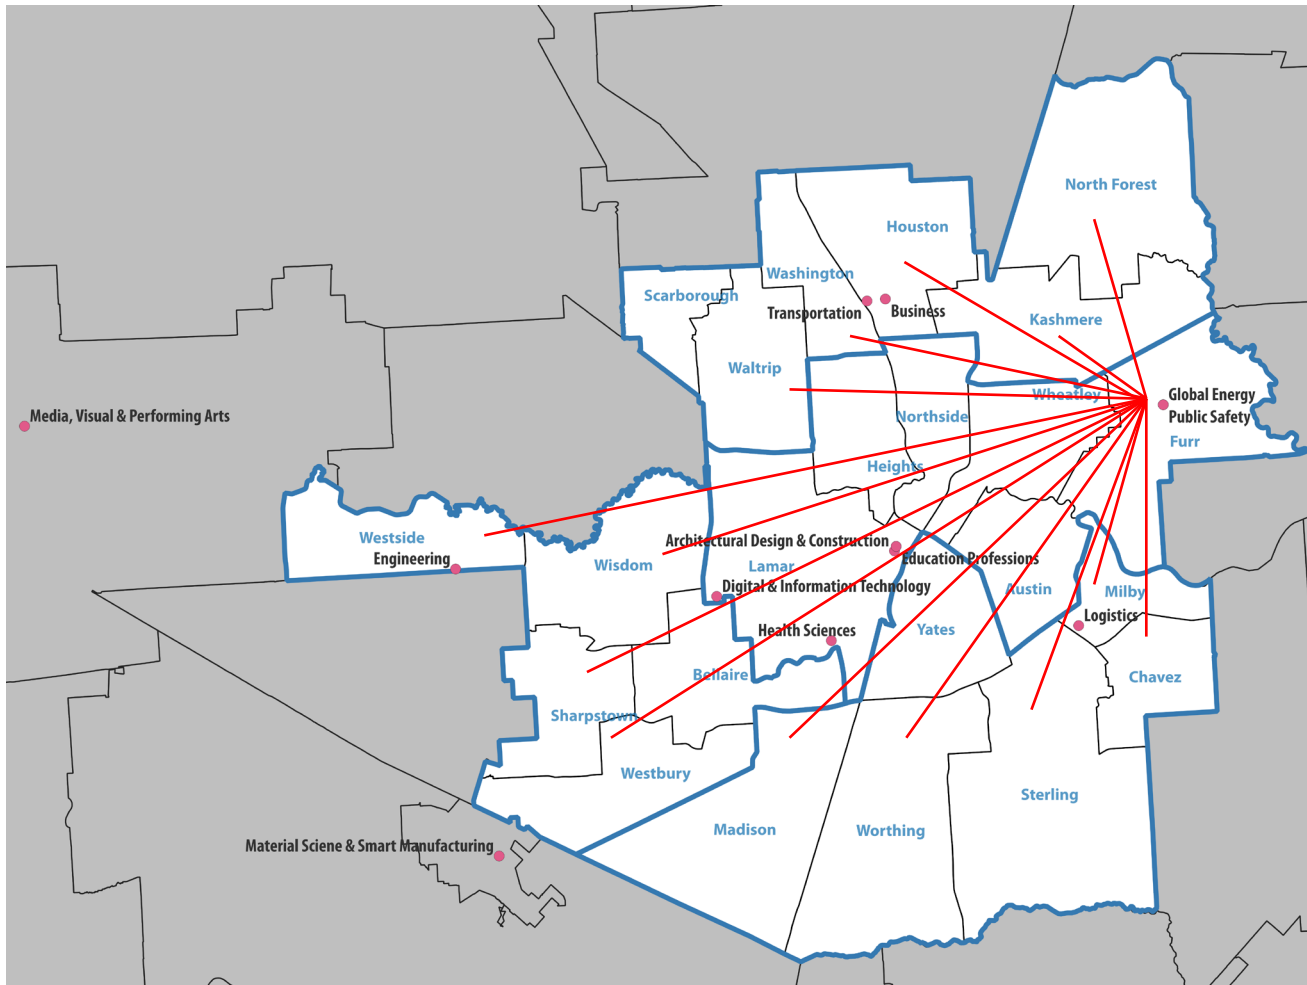 North Forest
Houston
Washington
Scarborough
Transportation
Business
Kashmere
Waltrip
Wheatley
Global Energy
Public Safety
Media, Visual & Performing Arts
Northside
Furr
Heights
Westside
Engineering
Architectural Design & Construction
Education Professions
Wisdom
Lamar
Digital & Information Technology
Austin
Milby
Logistics
Health Sciences
Yates
Bellaire
Chavez
Sharpstown
Westbury
Sterling
Madison
Worthing
Material Sciene & Smart Manufacturing